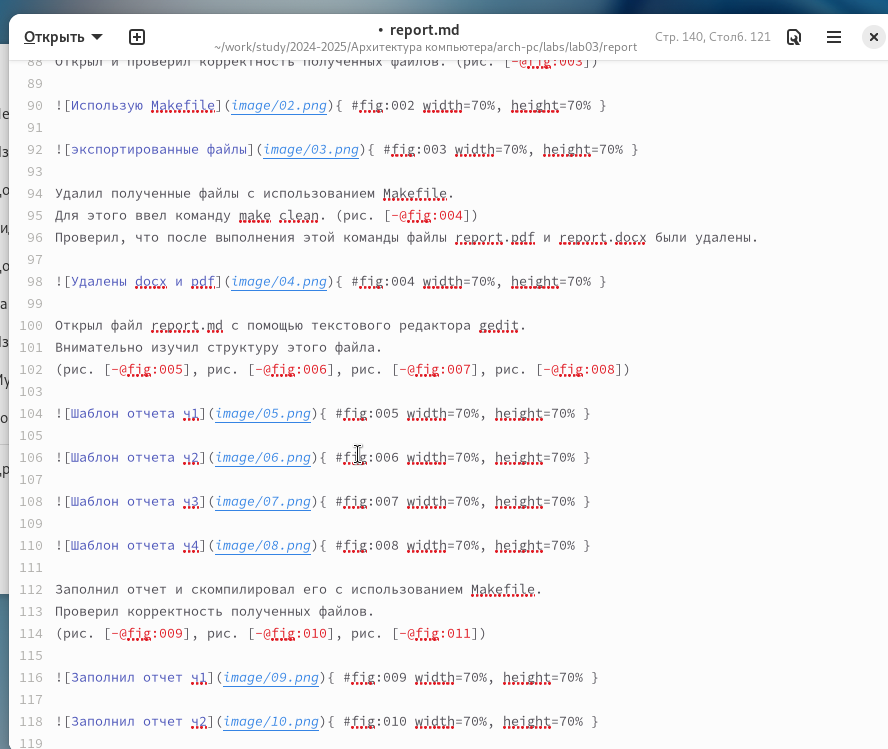 Открыть
• report.md
~/work/study/2024-2025/Архитектура компьютера/arch-pc/labs/lab03/report
Стр. 140, Столб. 121
88 Открыл и проверил корректность полученных файлов. (рис. [-@fig:003])
89
90 ![Использую Makefile](image/02.png){ #fig:002 width=70%, height=70% }
91
92 ![экспортированные файлы](image/03.png){ #fig:003 width=70%, height=70% }
93
94 Удалил полученные файлы с использованием Makefile.
95 Для этого ввел команду make clean. (рис. [-@fig:004])
96 Проверил, что после выполнения этой команды файлы report.pdf и report.docx были удалены.
97
98 ![Удалены docx и pdf](image/04.png){ #fig:004 width=70%, height=70% }
99
100 Открыл файл report.md с помощью текстового редактора gedit.
101 Внимательно изучил структуру этого файла.
102 (рис. [-@fig:005], рис. [-@fig:006], рис. [-@fig:007], рис. [-@fig:008])
103
104 ![Шаблон отчета ч1](image/05.png){ #fig:005 width=70%, height=70% }
105
106 ![Шаблон отчета ч2](image/06.png){ #fig:006 width=70%, height=70% }
107
108 ![Шаблон отчета ч3](image/07.png){ #fig:007 width=70%, height=70% }
109
110 ![Шаблон отчета ч4](image/08.png){ #fig:008 width=70%, height=70% }
111
112 Заполнил отчет и скомпилировал его с использованием Makefile.
113 Проверил корректность полученных файлов.
114 (рис. [-@fig:009], рис. [-@fig:010], рис. [-@fig:011])
115
116 ![Заполнил отчет ч1](image/09.png){ #fig:009 width=70%, height=70% }
117
118 ![Заполнил отчет ч2](image/10.png){ #fig:010 width=70%, height=70% }
119